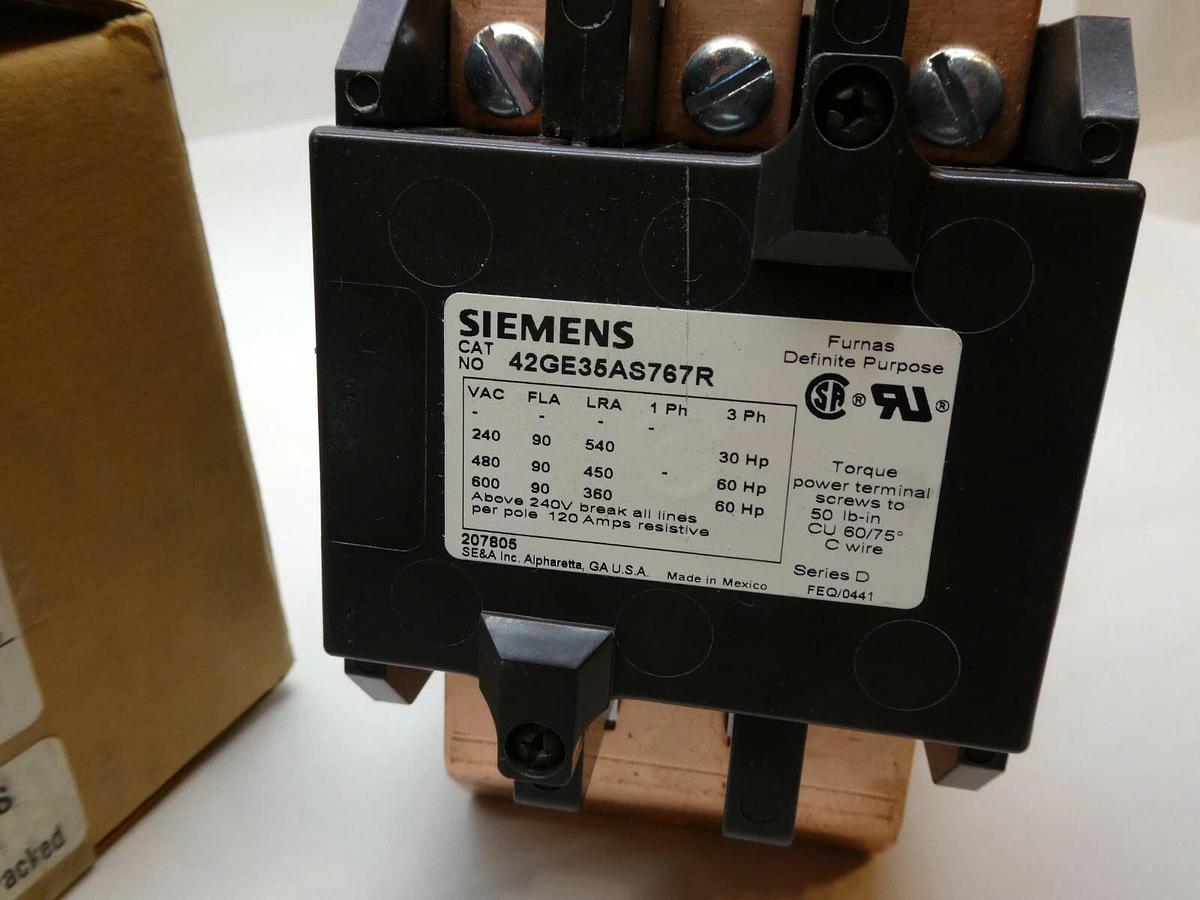 SIEMENS
CAT
NO 42GE35AS767R
Furnas
Definite Purpose
SA ® RU ®
VAC FLA LRA 1 Ph 3 Ph
- - - -
240 90 540 30 Hp
480 90 450 - 60 Hp
600 90 360 60 Hp
Above 240V break all lines
per pole 120 Amps resistive
Torque
power terminal
screws to
50 lb-in
CU 60/75°
C wire
207805
SE&A Inc. Alpharetta, GA U.S.A. Made in Mexico
Series D
FEQ/0441
S
acked